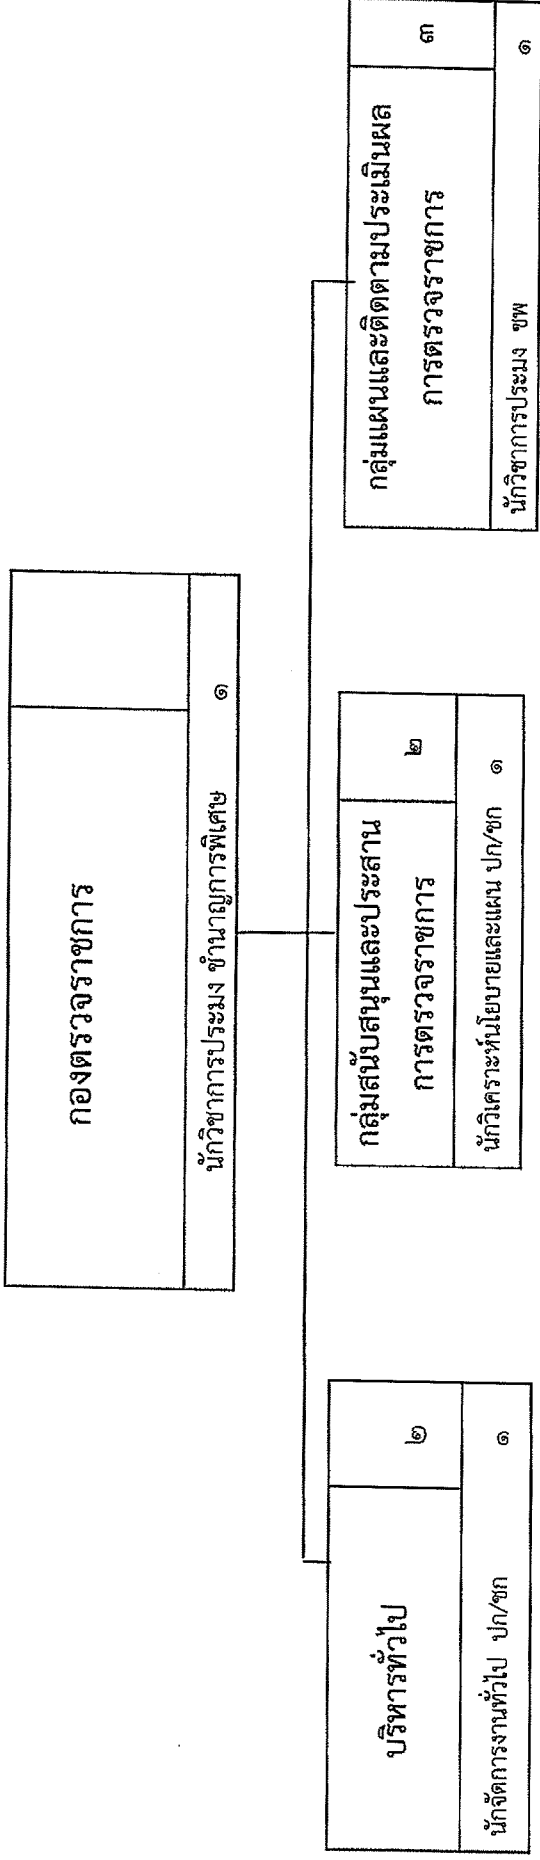 กองตรวจราชการ
นักวิชาการประมง ชำนาญการพิเศษ ๑
บริหารทั่วไป ๒
นักจัดการงานทั่วไป ปก/ชก ๑
กลุ่มสนับสนุนและประสาน ๒
การตรวจราชการ
นักวิเคราะห์นโยบายและแผน ปก/ชก ๑
กลุ่มแผนและติดตามประเมินผล ๓
การตรวจราชการ
นักวิชาการประมง ชพ ๑